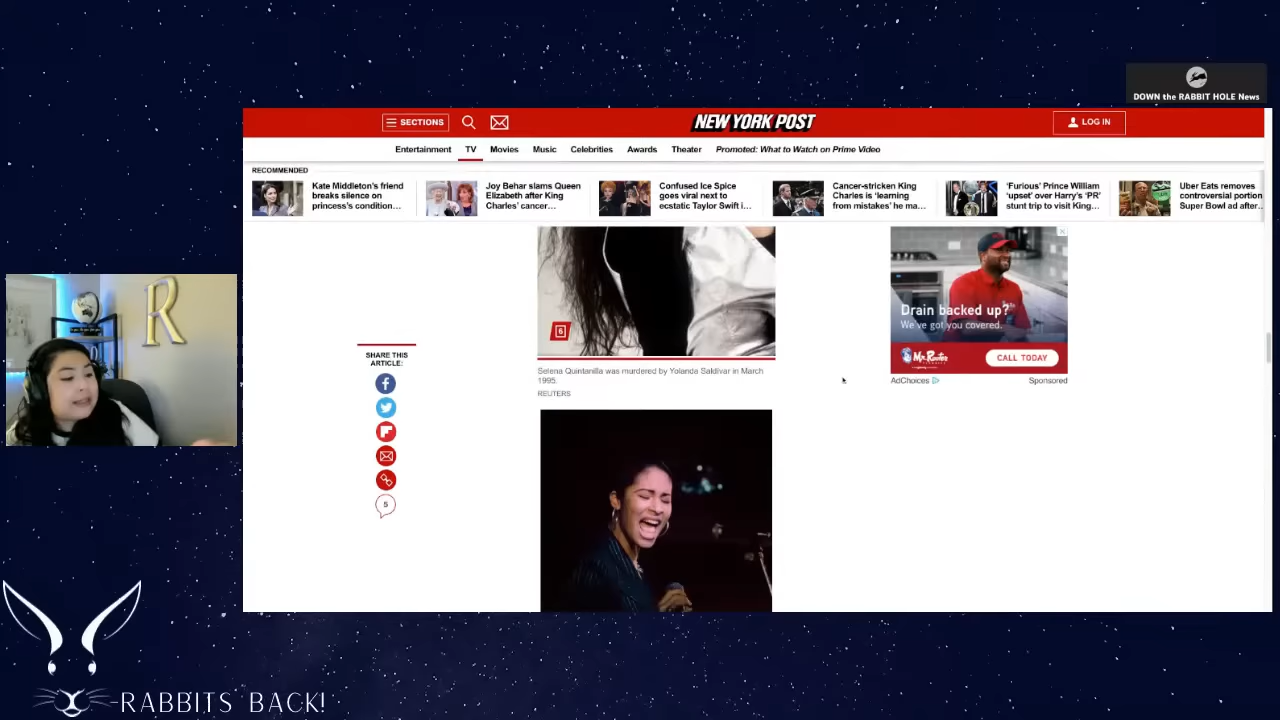 DOWN the RABBIT HOLE News
SECTIONS
NEW YORK POST
LOG IN
Entertainment TV Movies Music Celebrities Awards Theater Promoted: What to Watch on Prime Video
RECOMMENDED
Kate Middleton's friend
breaks silence on
princess's condition...
Joy Behar slams Queen
Elizabeth after King
Charles' cancer...
Confused Ice Spice
goes viral next to
ecstatic Taylor Swift i...
Cancer-stricken King
Charles is 'learning
from mistakes' he ma...
'Furious' Prince William
'upset' over Harry's 'PR'
stunt trip to visit King...
Uber Eats removes
controversial portion
Super Bowl ad after...
6
Selena Quintanilla was murdered by Yolanda Saldivar in March
1995.
REUTERS
SHARE THIS
ARTICLE:
5
Drain backed up?
We've got you covered.
Mr. Rooter
CALL TODAY
AdChoices
Sponsored
R
RABBITS BACK!